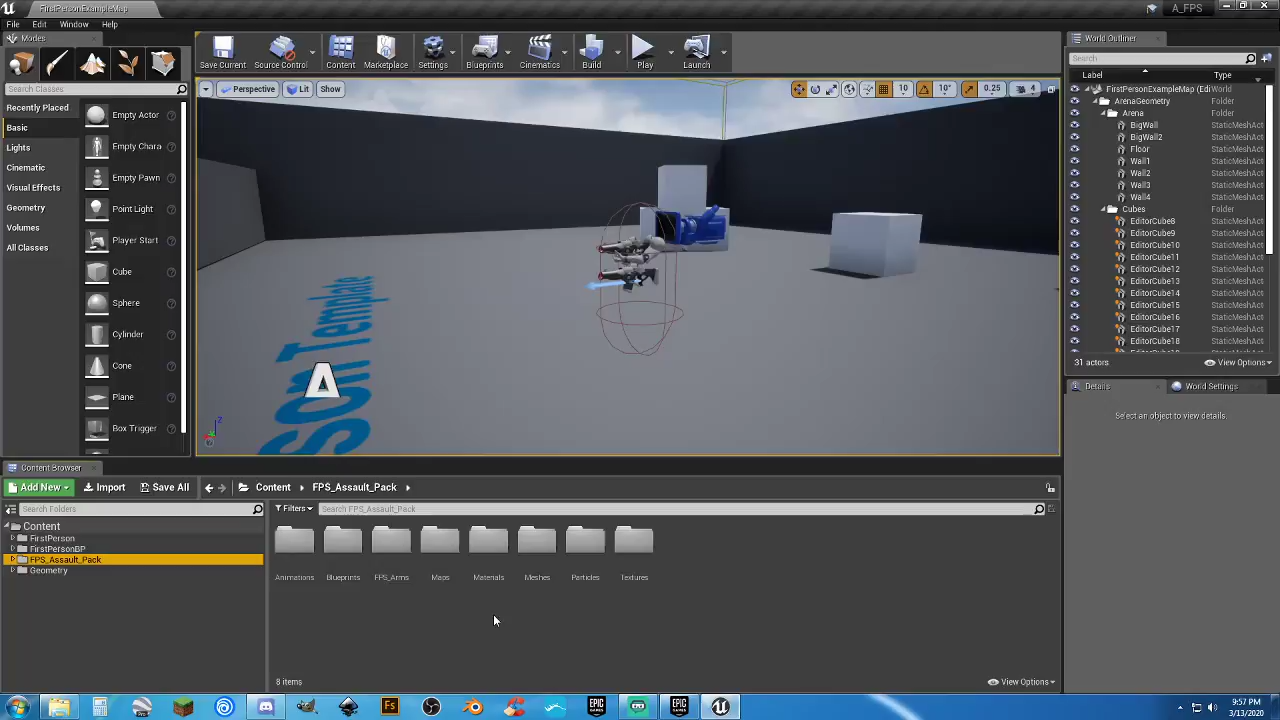 FirstPersonExampleMap
A_FPS
File Edit Window Help
Modes
Search Classes
Recently Placed
Basic
Lights
Cinematic
Visual Effects
Geometry
Volumes
All Classes
Empty Actor
Empty Chara
Empty Pawn
Point Light
Player Start
Cube
Sphere
Cylinder
Cone
Plane
Box Trigger
Save Current
Source Control
Content
Marketplace
Settings
Blueprints
Cinematics
Build
Play
Launch
Perspective
Lit
Show
10
10°
0.25
4
Template
World Outliner
Search
Label Type
FirstPersonExampleMap (Edi World
ArenaGeometry Folder
Arena Folder
BigWall StaticMeshAct
BigWall2 StaticMeshAct
Floor StaticMeshAct
Wall1 StaticMeshAct
Wall2 StaticMeshAct
Wall3 StaticMeshAct
Wall4 StaticMeshAct
Cubes Folder
EditorCube8 StaticMeshAct
EditorCube9 StaticMeshAct
EditorCube10 StaticMeshAct
EditorCube11 StaticMeshAct
EditorCube12 StaticMeshAct
EditorCube13 StaticMeshAct
EditorCube14 StaticMeshAct
EditorCube15 StaticMeshAct
EditorCube16 StaticMeshAct
EditorCube17 StaticMeshAct
EditorCube18 StaticMeshAct
31 actors
View Options
Details
World Settings
Select an object to view details.
Content Browser
Add New
Import
Save All
Content
FPS_Assault_Pack
Search Folders
Filters
Search FPS_Assault_Pack
Content
FirstPerson
FirstPersonBP
FPS_Assault_Pack
Geometry
Animations
Blueprints
FPS_Arms
Maps
Materials
Meshes
Particles
Textures
8 items
View Options
9:57 PM
3/13/2020